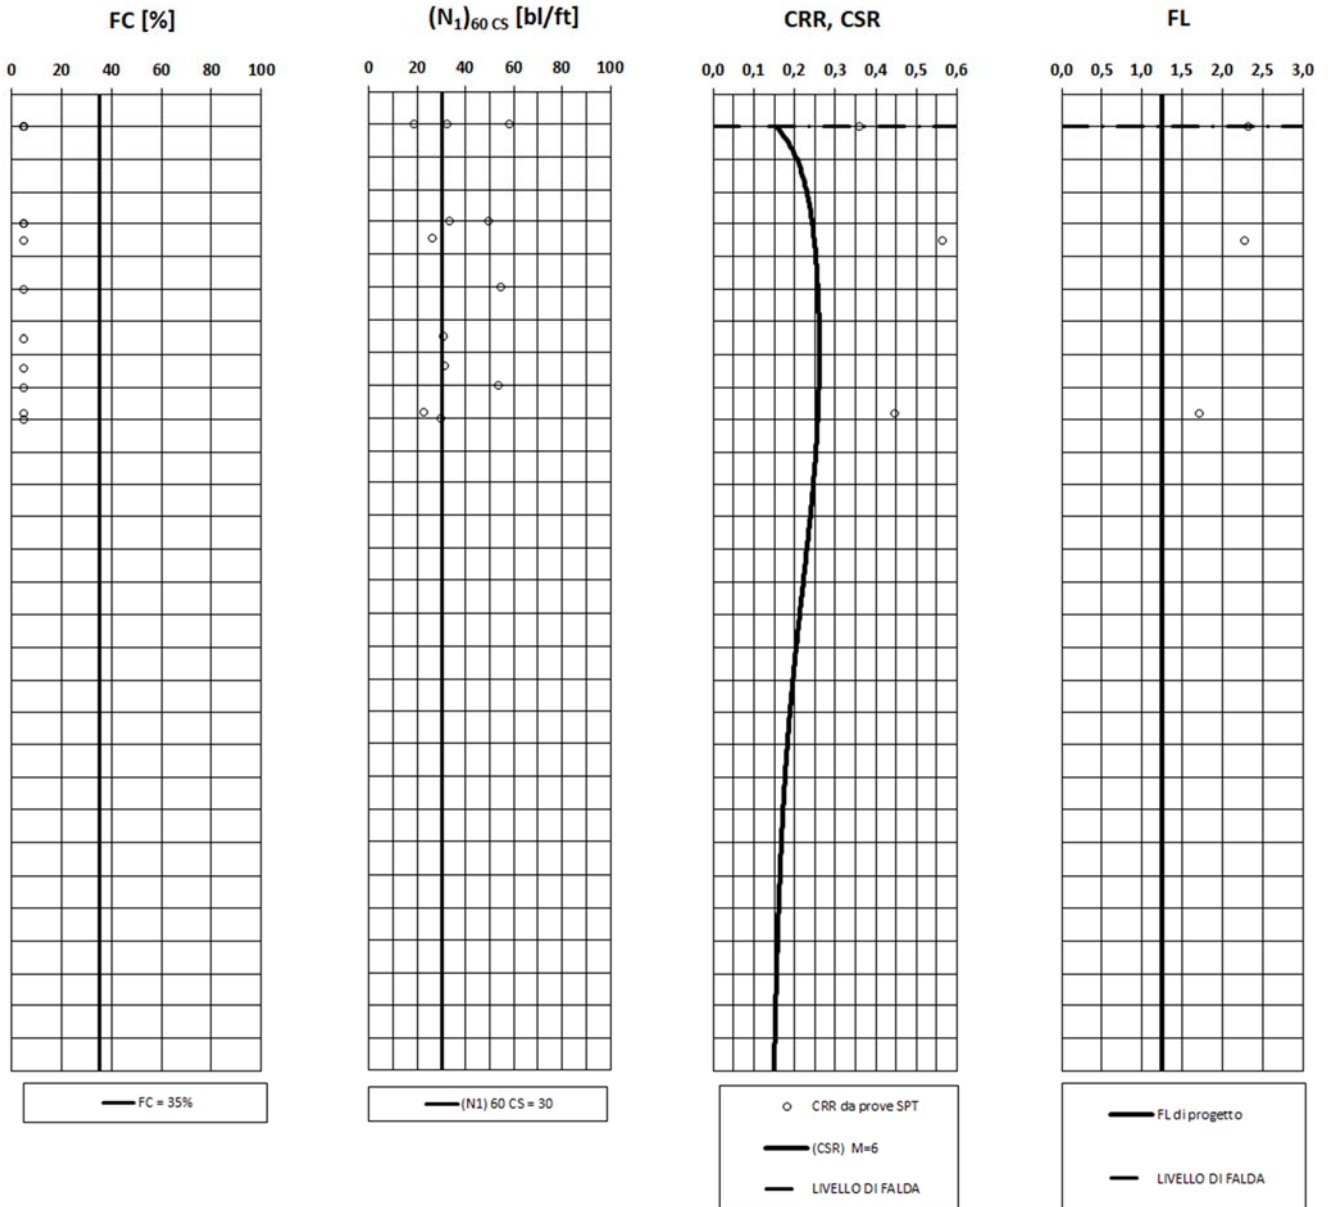 FC [%]
(N1)60 CS [bl/ft]
CRR, CSR
FL
0 20 40 60 80 100
0 20 40 60 80 100
0,0 0,1 0,2 0,3 0,4 0,5 0,6
0,0 0,5 1,0 1,5 2,0 2,5 3,0
FC = 35%
(N1) 60 CS = 30
CRR da prove SPT
(CSR) M=6
LIVELLO DI FALDA
FL di progetto
LIVELLO DI FALDA